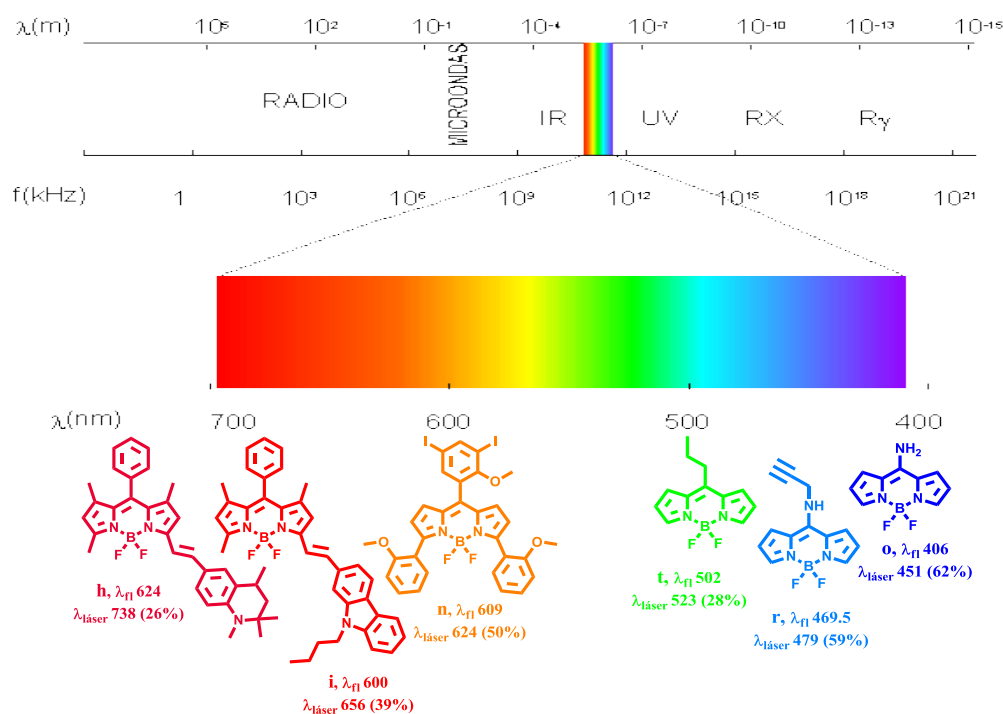 λ(m) 10⁵ 10² 10⁻¹ 10⁻⁴ 10⁻⁷ 10⁻¹⁰ 10⁻¹³ 10⁻¹⁵
RADIO MICROONDAS IR UV RX Rγ
f(kHz) 1 10³ 10⁶ 10⁹ 10¹² 10¹⁵ 10¹⁸ 10²¹
λ(nm) 700 600 500 400
N B N F F N
h, λfl 624
λláser 738 (26%)
N B N F F N
i, λfl 600
λláser 656 (39%)
I I O N B N F F O O
n, λfl 609
λláser 624 (50%)
N B N F F
t, λfl 502
λláser 523 (28%)
NH N B N F F
r, λfl 469.5
λláser 479 (59%)
NH₂ N B N F F
o, λfl 406
λláser 451 (62%)